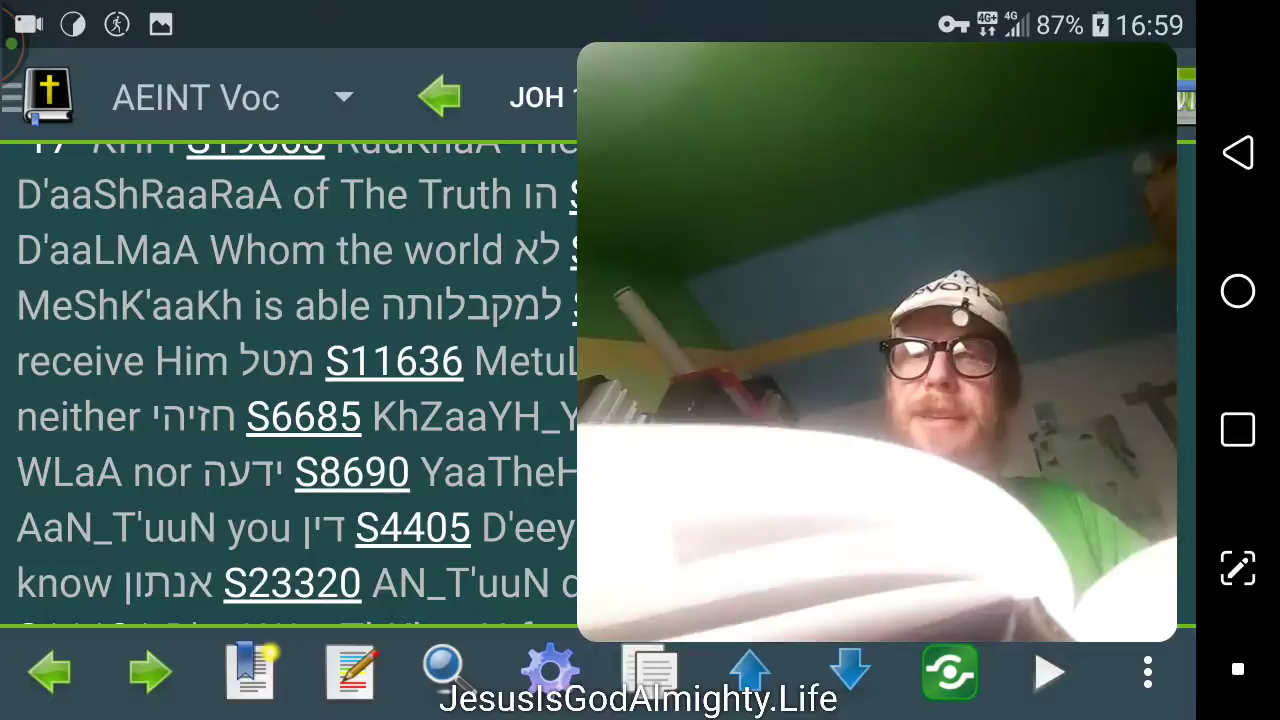 87% 16:59
AEINT Voc
JOH
D'aaShRaaRaA of The Truth הו
D'aaLMaA Whom the world לא
MeShK'aaKh is able למקבלותה
receive Him מטל S11636
neither חזיהי S6685
WLaA nor ידעה S8690
AaN_T'uuN you דין S4405 D'eey
know אנתון S23320 AN_T'uuN
JesusIsGodAlmighty.Life